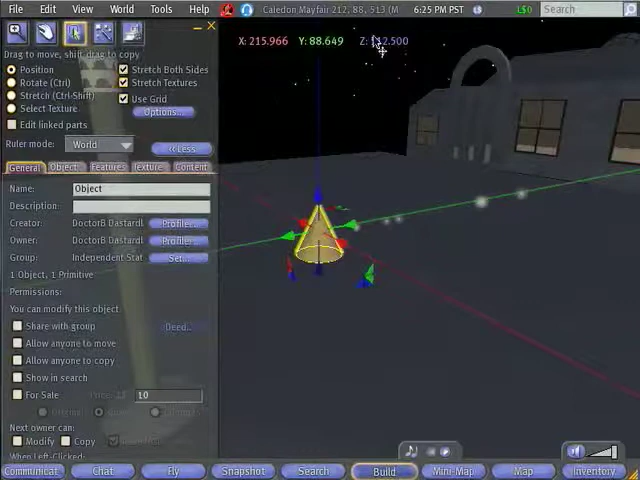 File Edit View World Tools Help Caledon Mayfair 212, 88, 513 (M 6:25 PM PST L$0 Search
X: 215.966 Y: 88.649 Z:
Drag to move, shift-drag to copy
Position Stretch Both Sides
Rotate (Ctrl) Stretch Textures
Stretch (Ctrl-Shift) Use Grid
Select Texture Options...
Edit linked parts
Ruler mode: World << Less
General Object Features Texture Content
Name: Object
Description:
Creator: DoctorB Dastardl Profile...
Owner: DoctorB Dastardl Profile...
Group: Independent Stat Set...
1 Object, 1 Primitive
Permissions:
You can modify this object
Share with group Deed...
Allow anyone to move
Allow anyone to copy
Show in search
For Sale Price: L$ 10
Original
Next owner can:
Modify Copy
When Left-Clicked:
Communicat Chat Fly Snapshot Search Build Mini-Map Map Inventory